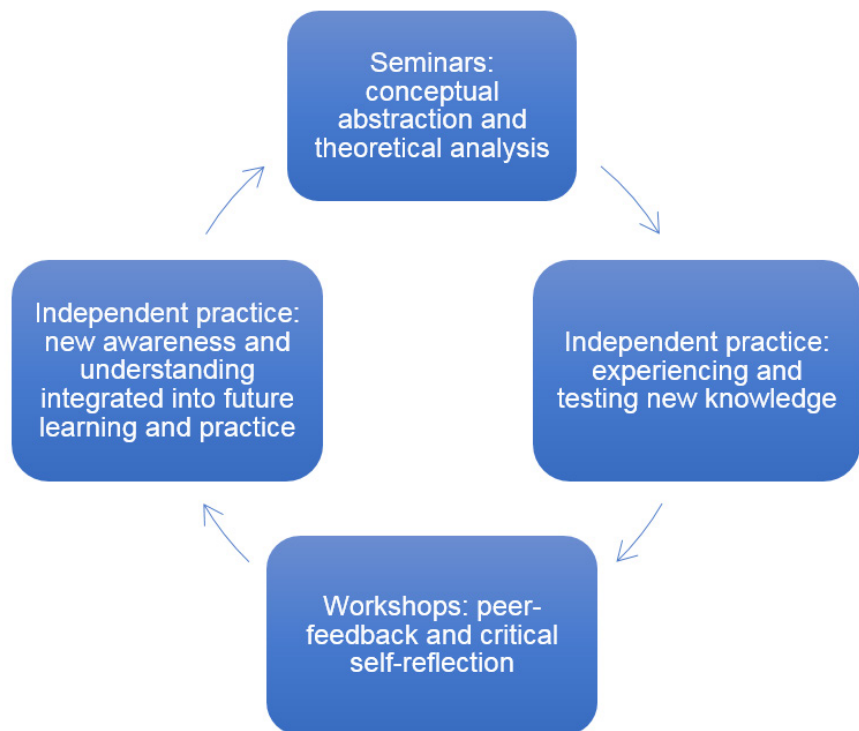 Seminars:
conceptual
abstraction and
theoretical analysis
Independent practice:
experiencing and
testing new knowledge
Workshops: peer-
feedback and critical
self-reflection
Independent practice:
new awareness and
understanding
integrated into future
learning and practice